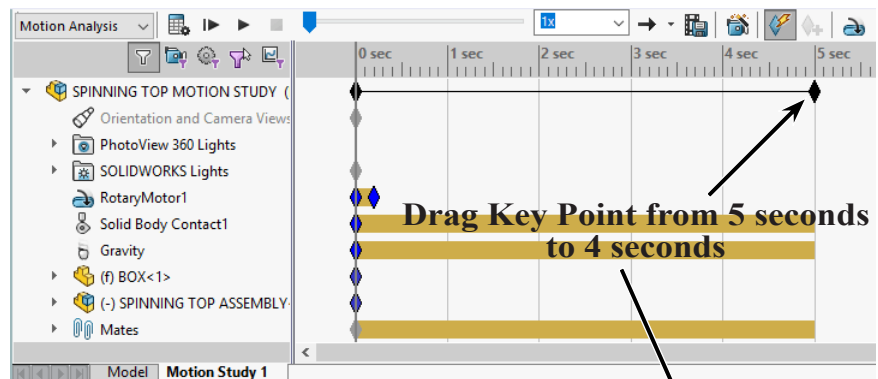 Motion Analysis 1x
0 sec 1 sec 2 sec 3 sec 4 sec 5 sec
SPINNING TOP MOTION STUDY (
Orientation and Camera Views
PhotoView 360 Lights
SOLIDWORKS Lights
RotaryMotor1
Solid Body Contact1
Gravity
(f) BOX<1>
(-) SPINNING TOP ASSEMBLY
Mates
Drag Key Point from 5 seconds
to 4 seconds
Model Motion Study 1